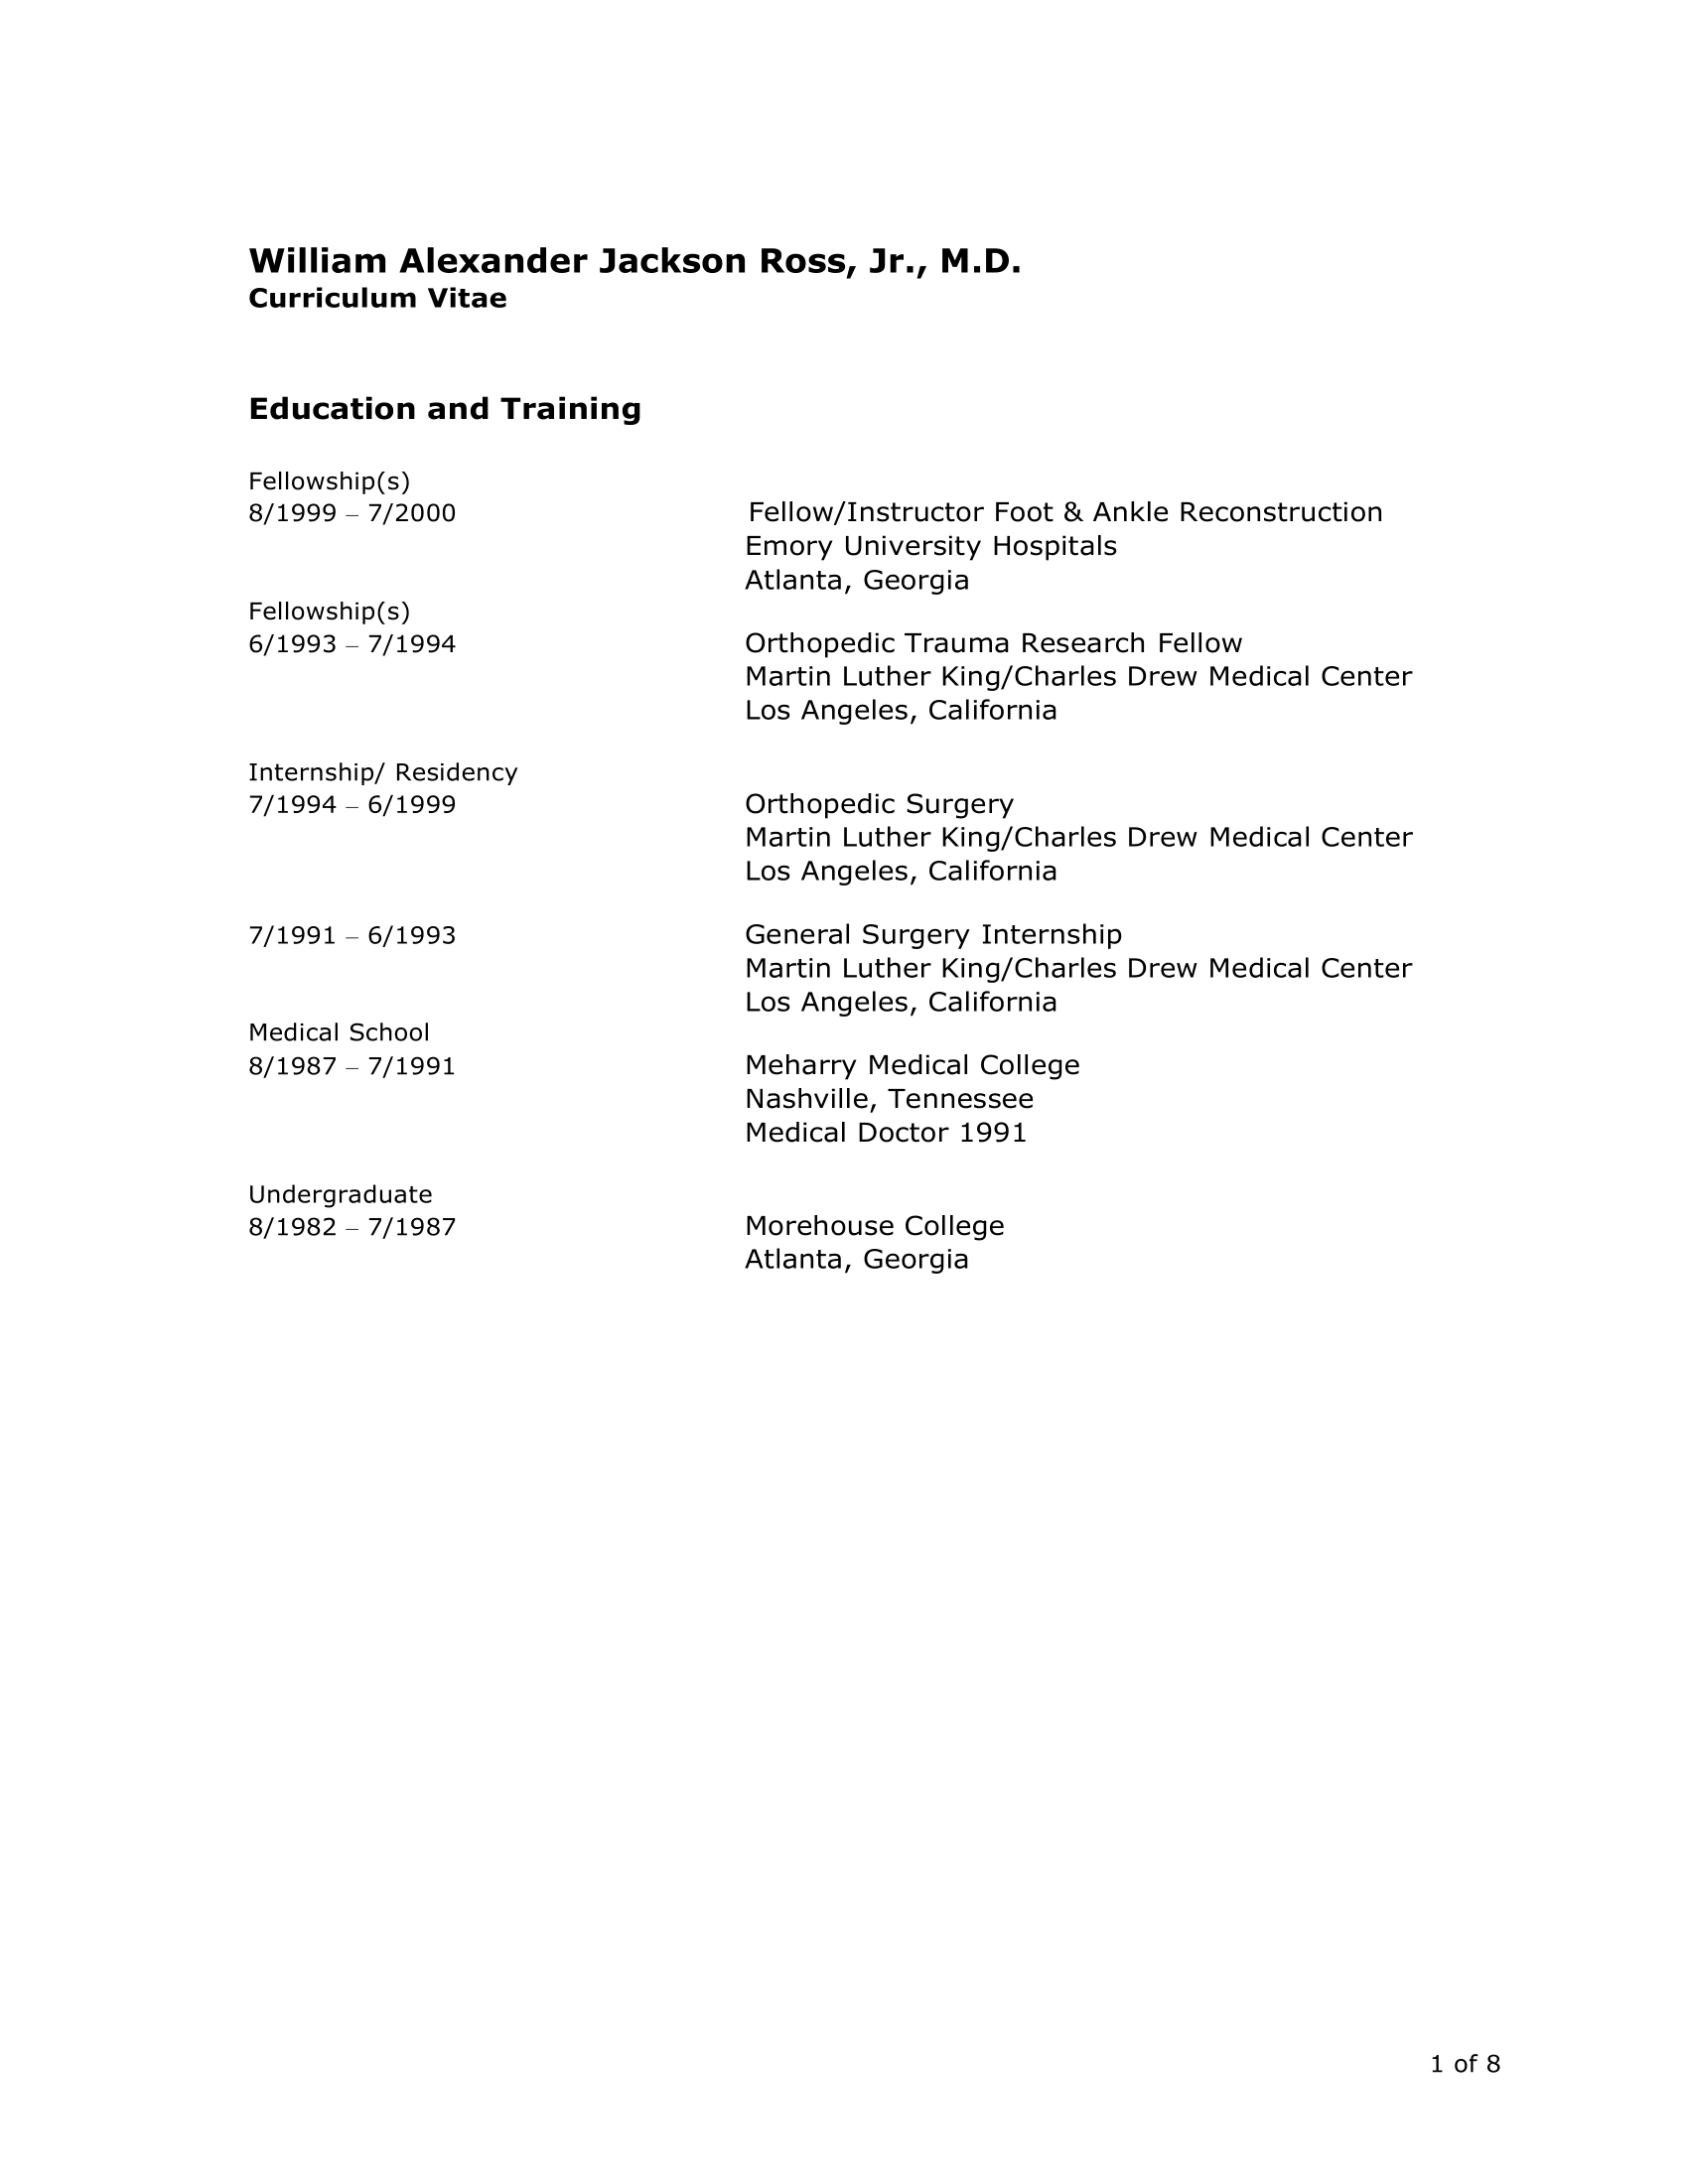 William Alexander Jackson Ross, Jr., M.D.
Curriculum Vitae
Education and Training
Fellowship(s)
8/1999 – 7/2000 Fellow/Instructor Foot & Ankle Reconstruction
Emory University Hospitals
Atlanta, Georgia
Fellowship(s)
6/1993 – 7/1994 Orthopedic Trauma Research Fellow
Martin Luther King/Charles Drew Medical Center
Los Angeles, California
Internship/ Residency
7/1994 – 6/1999 Orthopedic Surgery
Martin Luther King/Charles Drew Medical Center
Los Angeles, California
7/1991 – 6/1993 General Surgery Internship
Martin Luther King/Charles Drew Medical Center
Los Angeles, California
Medical School
8/1987 – 7/1991 Meharry Medical College
Nashville, Tennessee
Medical Doctor 1991
Undergraduate
8/1982 – 7/1987 Morehouse College
Atlanta, Georgia
1 of 8